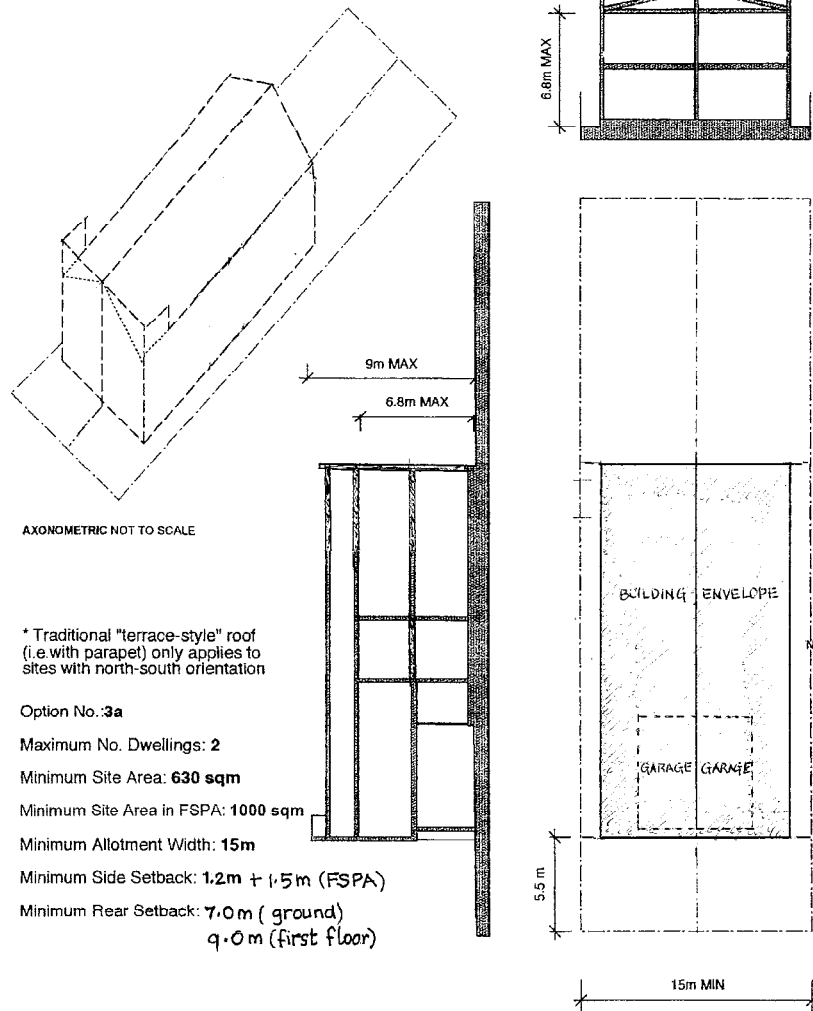 6.8m MAX
9m MAX
6.8m MAX
AXONOMETRIC NOT TO SCALE
* Traditional "terrace-style" roof
(i.e.with parapet) only applies to
sites with north-south orientation
Option No.:3a
Maximum No. Dwellings: 2
Minimum Site Area: 630 sqm
Minimum Site Area in FSPA: 1000 sqm
Minimum Allotment Width: 15m
Minimum Side Setback: 1.2m + 1.5m (FSPA)
Minimum Rear Setback: 7.0m (ground)
9.0m (first floor)
BUILDING ENVELOPE
GARAGE GARAGE
5.5 m
15m MIN